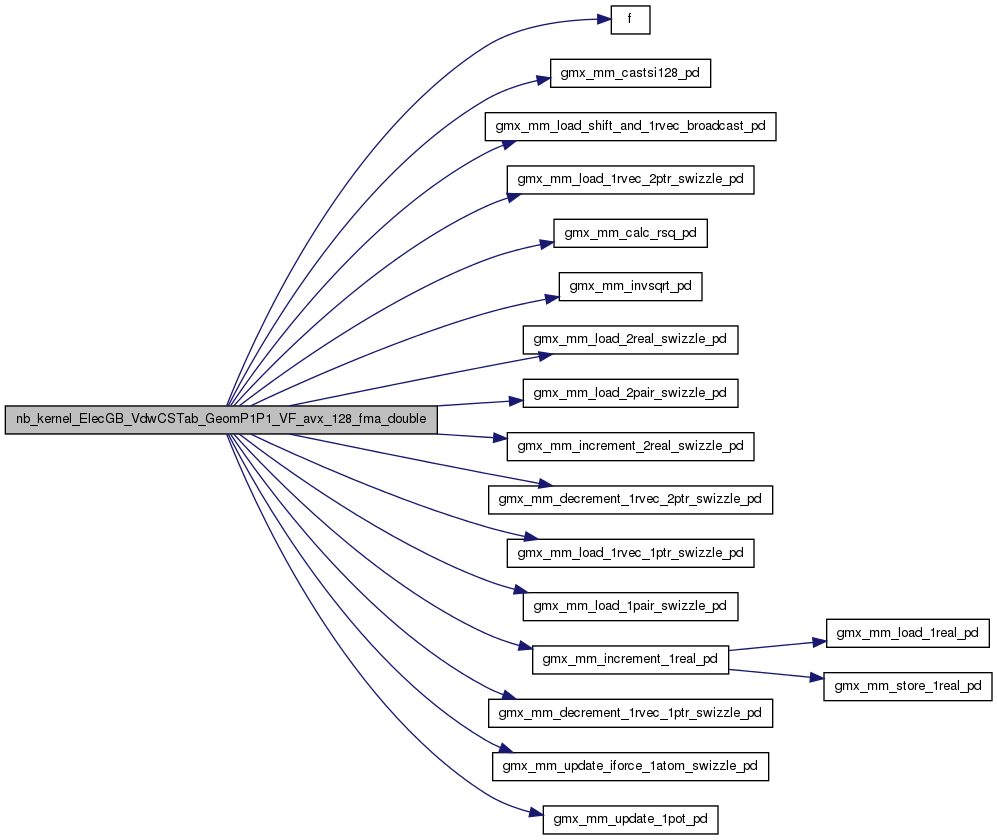 f
gmx_mm_castsi128_pd
gmx_mm_load_shift_and_1rvec_broadcast_pd
gmx_mm_load_1rvec_2ptr_swizzle_pd
gmx_mm_calc_rsq_pd
gmx_mm_invsqrt_pd
gmx_mm_load_2real_swizzle_pd
gmx_mm_load_2pair_swizzle_pd
nb_kernel_ElecGB_VdwCSTab_GeomP1P1_VF_avx_128_fma_double
gmx_mm_increment_2real_swizzle_pd
gmx_mm_decrement_1rvec_2ptr_swizzle_pd
gmx_mm_load_1rvec_1ptr_swizzle_pd
gmx_mm_load_1pair_swizzle_pd
gmx_mm_increment_1real_pd
gmx_mm_load_1real_pd
gmx_mm_store_1real_pd
gmx_mm_decrement_1rvec_1ptr_swizzle_pd
gmx_mm_update_iforce_1atom_swizzle_pd
gmx_mm_update_1pot_pd